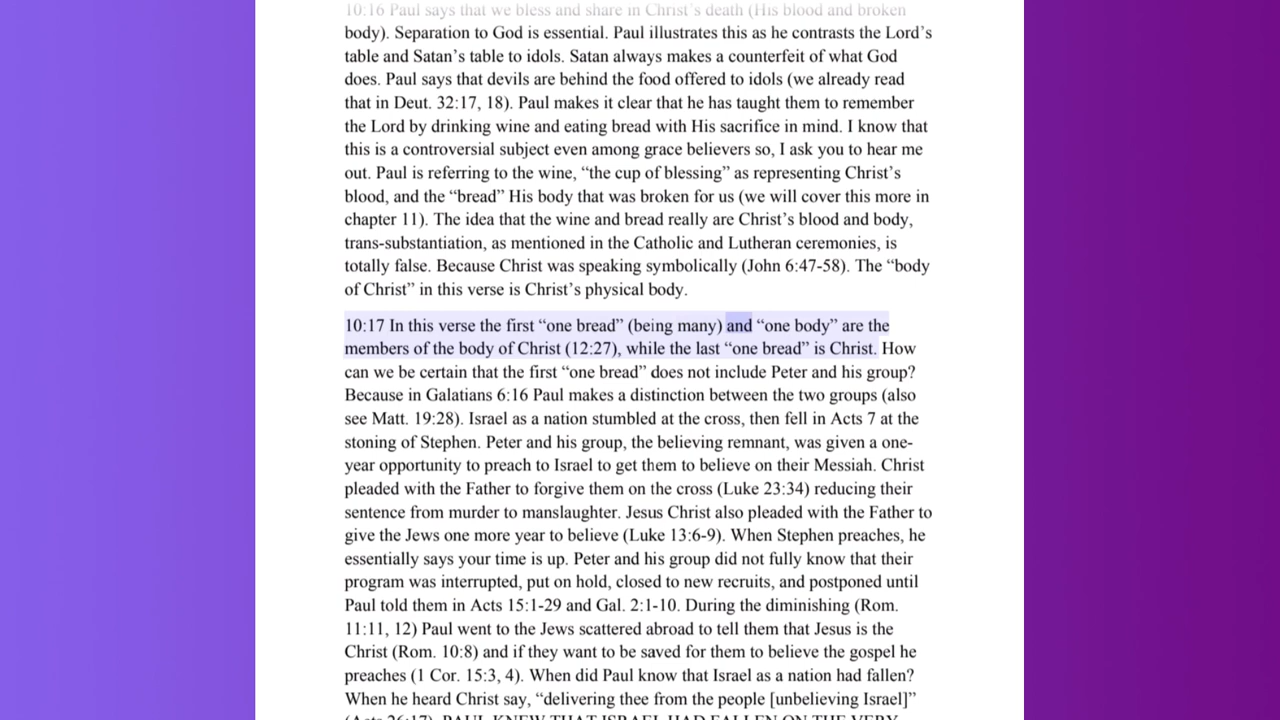 10:16 Paul says that we bless and share in Christ’s death (His blood and broken
body). Separation to God is essential. Paul illustrates this as he contrasts the Lord’s
table and Satan’s table to idols. Satan always makes a counterfeit of what God
does. Paul says that devils are behind the food offered to idols (we already read
that in Deut. 32:17, 18). Paul makes it clear that he has taught them to remember
the Lord by drinking wine and eating bread with His sacrifice in mind. I know that
this is a controversial subject even among grace believers so, I ask you to hear me
out. Paul is referring to the wine, “the cup of blessing” as representing Christ’s
blood, and the “bread” His body that was broken for us (we will cover this more in
chapter 11). The idea that the wine and bread really are Christ’s blood and body,
trans-substantiation, as mentioned in the Catholic and Lutheran ceremonies, is
totally false. Because Christ was speaking symbolically (John 6:47-58). The “body
of Christ” in this verse is Christ’s physical body.
10:17 In this verse the first “one bread” (being many) and “one body” are the
members of the body of Christ (12:27), while the last “one bread” is Christ. How
can we be certain that the first “one bread” does not include Peter and his group?
Because in Galatians 6:16 Paul makes a distinction between the two groups (also
see Matt. 19:28). Israel as a nation stumbled at the cross, then fell in Acts 7 at the
stoning of Stephen. Peter and his group, the believing remnant, was given a one-
year opportunity to preach to Israel to get them to believe on their Messiah. Christ
pleaded with the Father to forgive them on the cross (Luke 23:34) reducing their
sentence from murder to manslaughter. Jesus Christ also pleaded with the Father to
give the Jews one more year to believe (Luke 13:6-9). When Stephen preaches, he
essentially says your time is up. Peter and his group did not fully know that their
program was interrupted, put on hold, closed to new recruits, and postponed until
Paul told them in Acts 15:1-29 and Gal. 2:1-10. During the diminishing (Rom.
11:11, 12) Paul went to the Jews scattered abroad to tell them that Jesus is the
Christ (Rom. 10:8) and if they want to be saved for them to believe the gospel he
preaches (1 Cor. 15:3, 4). When did Paul know that Israel as a nation had fallen?
When he heard Christ say, “delivering thee from the people [unbelieving Israel]”
(Acts 26:17). PAUL KNEW THAT ISRAEL HAD FALLEN ON THE VERY